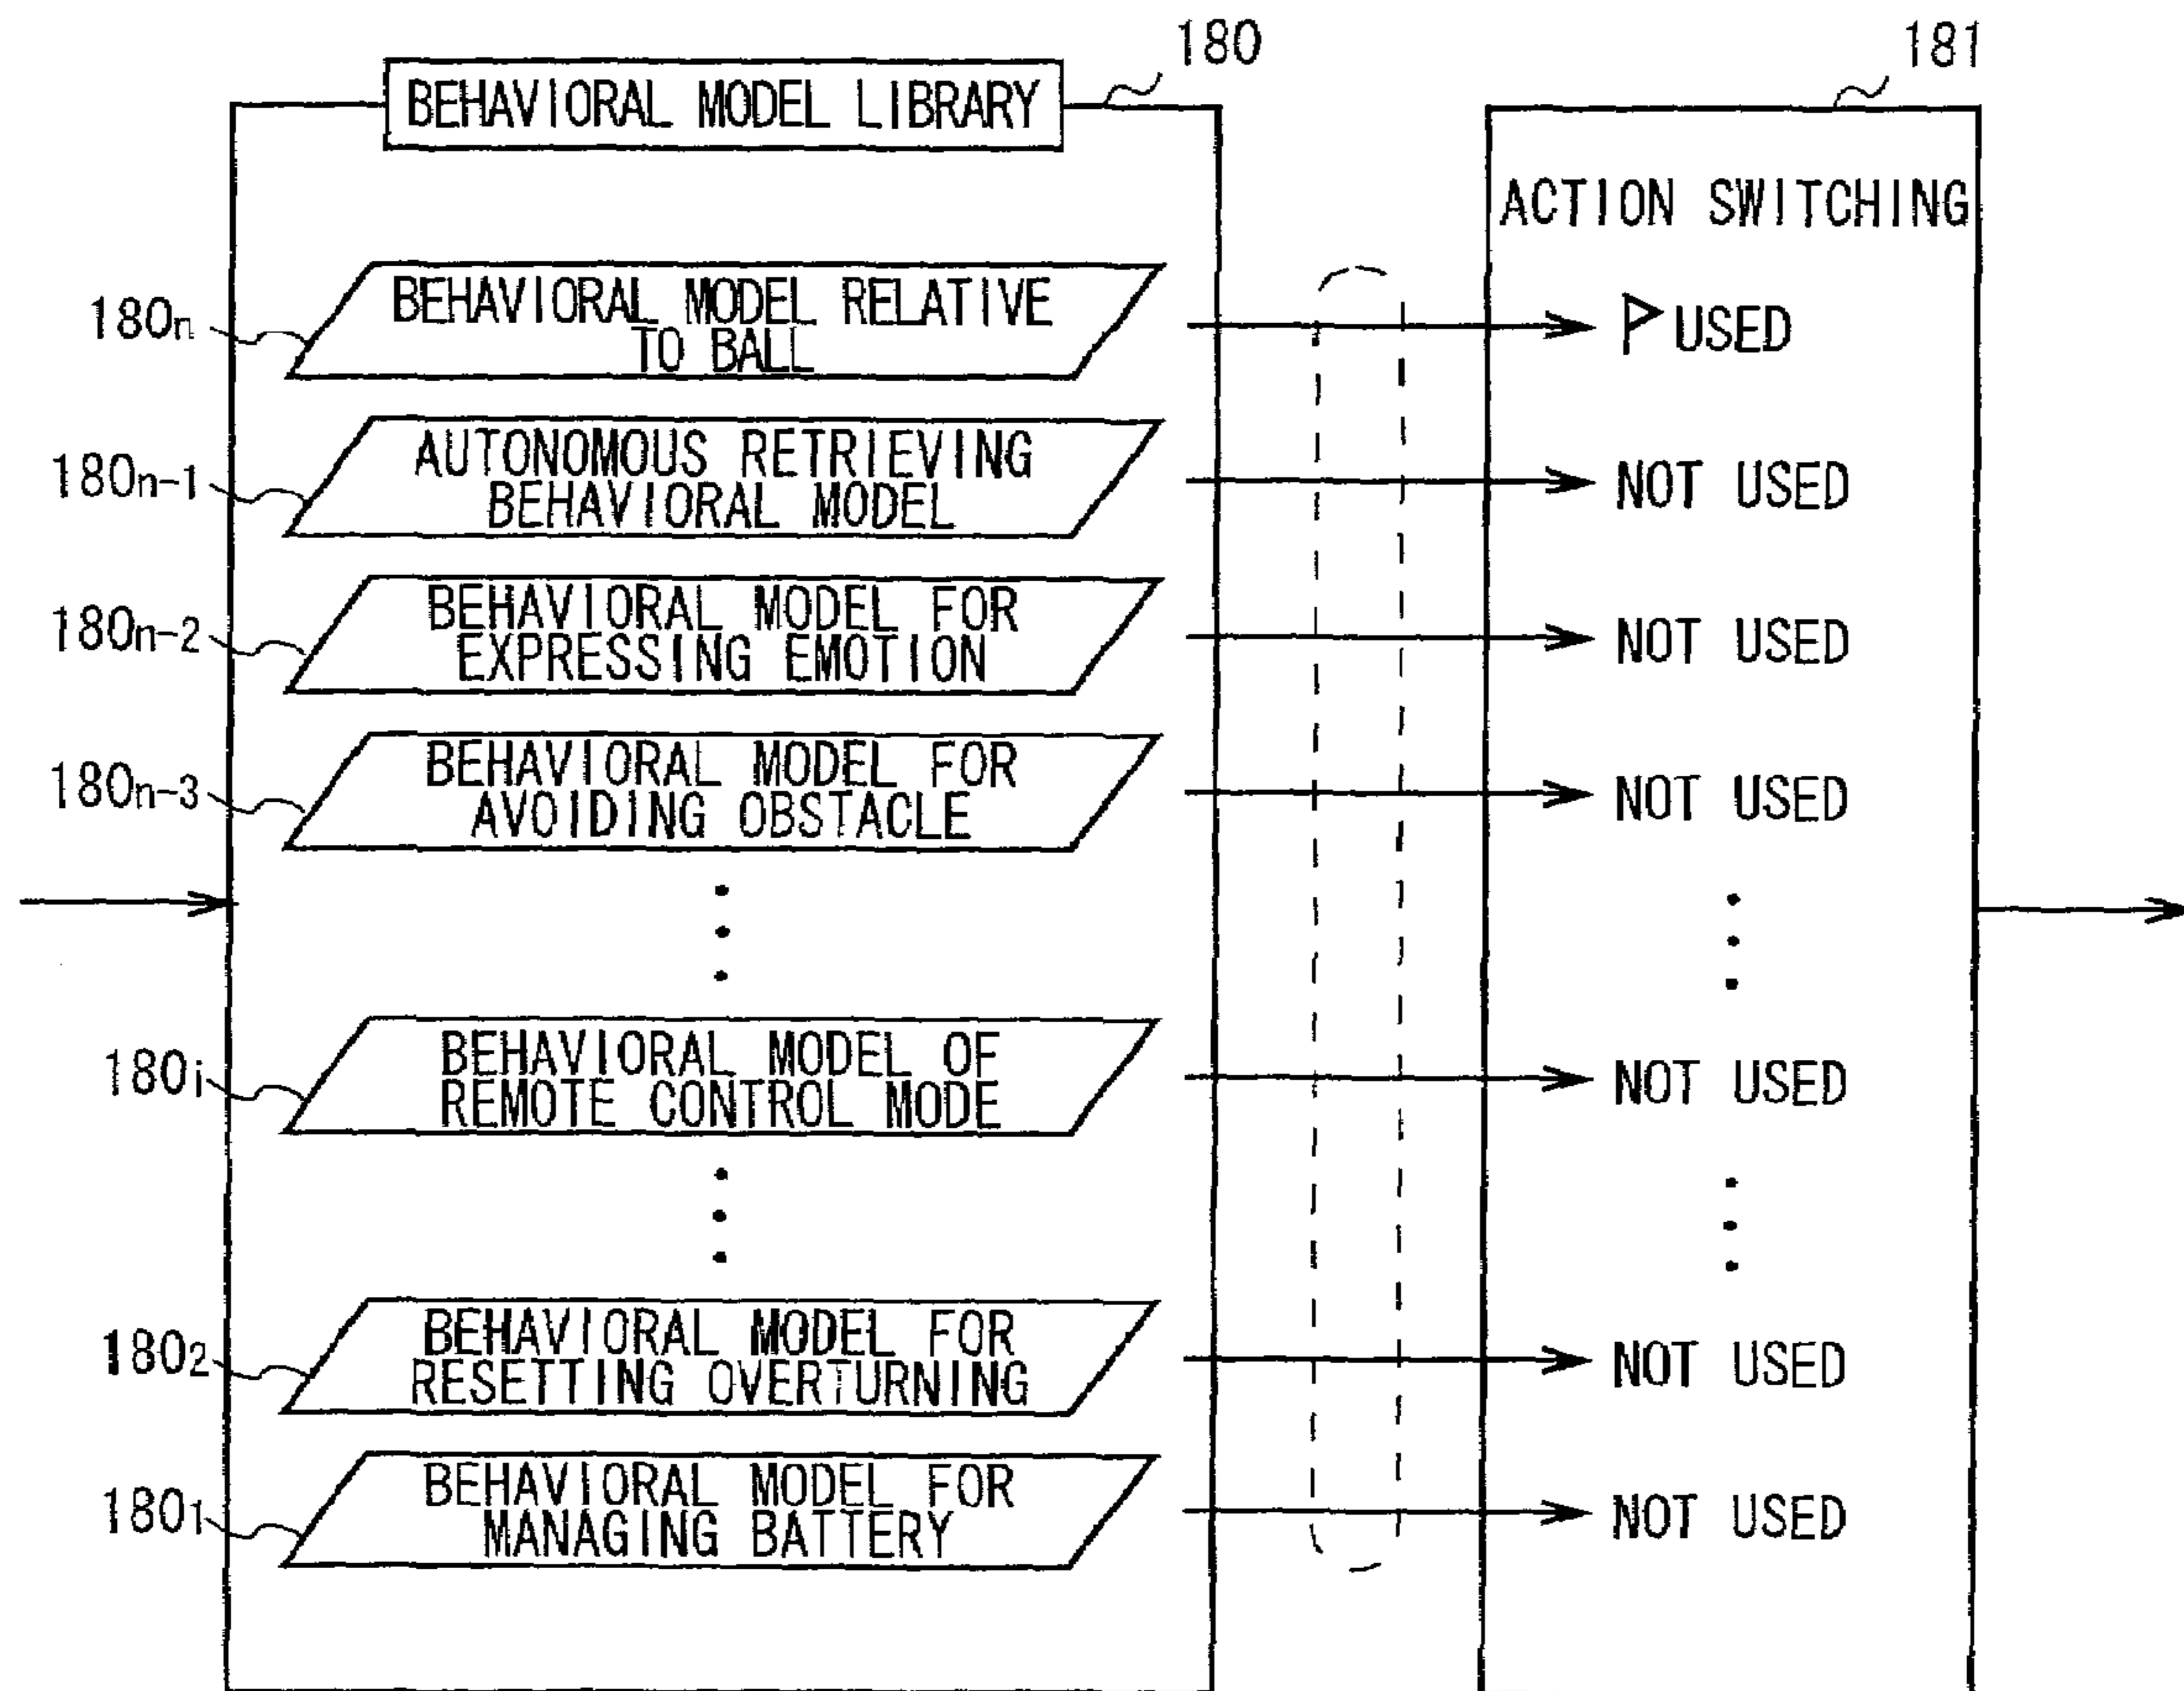 180
181
BEHAVIORAL MODEL LIBRARY
ACTION SWITCHING
180n
BEHAVIORAL MODEL RELATIVE
TO BALL
USED
180n-1
AUTONOMOUS RETRIEVING
BEHAVIORAL MODEL
NOT USED
180n-2
BEHAVIORAL MODEL FOR
EXPRESSING EMOTION
NOT USED
180n-3
BEHAVIORAL MODEL FOR
AVOIDING OBSTACLE
NOT USED
180i
BEHAVIORAL MODEL OF
REMOTE CONTROL MODE
NOT USED
1802
BEHAVIORAL MODEL FOR
RESETTING OVERTURNING
NOT USED
1801
BEHAVIORAL MODEL FOR
MANAGING BATTERY
NOT USED